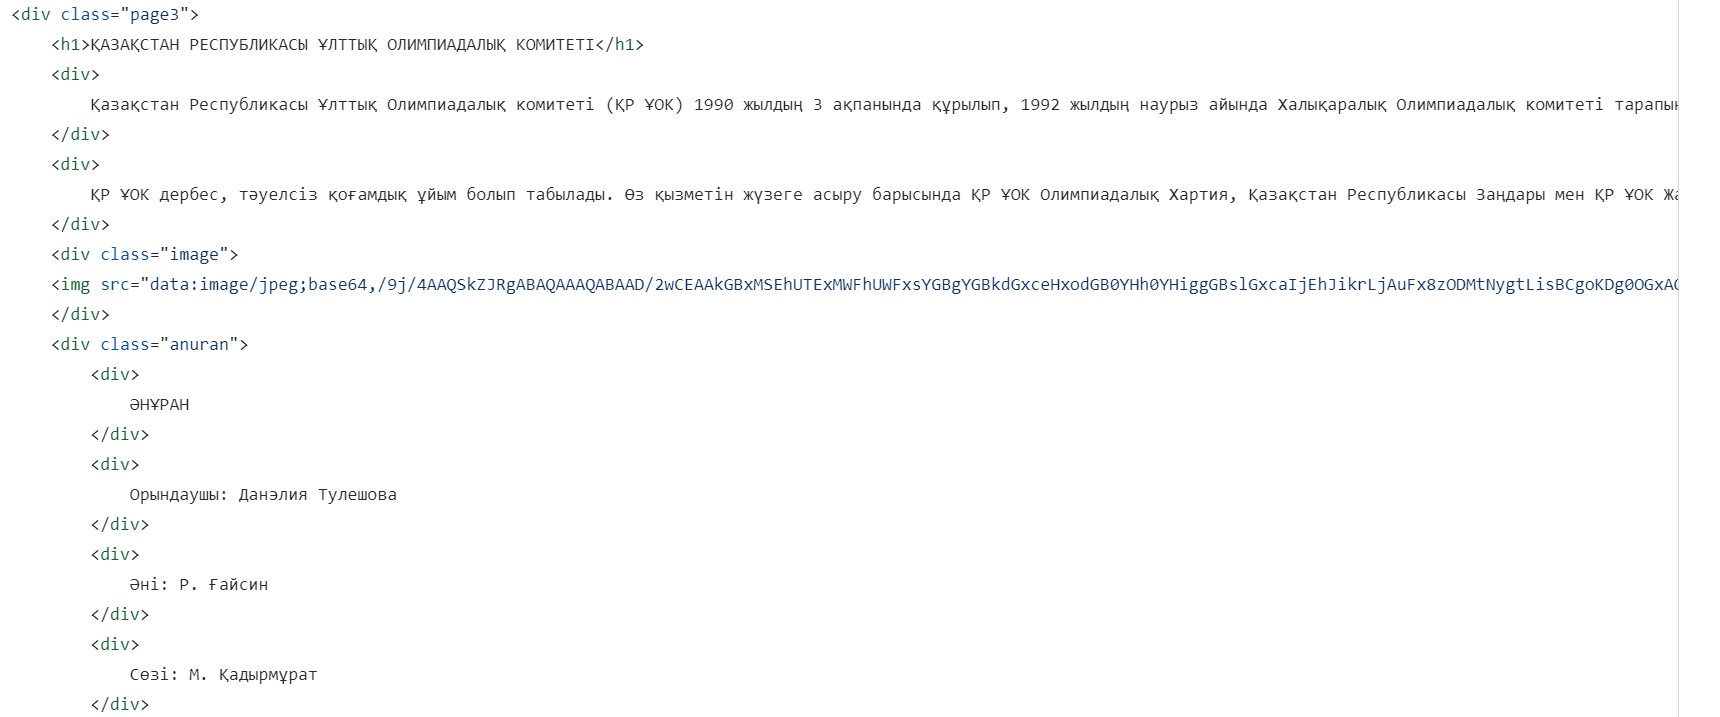 <div class="page3">
<h1>ҚАЗАҚСТАН РЕСПУБЛИКАСЫ ҰЛТТЫҚ ОЛИМПИАДАЛЫҚ КОМИТЕТІ</h1>
<div>
Қазақстан Республикасы Ұлттық Олимпиадалық комитеті (ҚР ҰОК) 1990 жылдың 3 ақпанында құрылып, 1992 жылдың наурыз айында Халықаралық Олимпиадалық комитеті
</div>
<div>
ҚР ҰОК дербес, тәуелсіз қоғамдық ұйым болып табылады. Өз қызметін жүзеге асыру барысында ҚР ҰОК Олимпиадалық Хартия, Қазақстан Республикасы Заңдары мен ҚР ҰОК
</div>
<div class="image">
<img src="data:image/jpeg;base64,/9j/4AAQSkZJRgABAQAAAQABAAD/2wCEAAkGBxMSEhUTExMWFhUWFxsYGBgYGBkdGxceHxodGB0YHh0YHiggGBslGxcaIjEhJikrLjAuFx8zODMtNygtLisBCgoKDg0OGxAC
</div>
<div class="anuran">
<div>
ӘНҰРАН
</div>
<div>
Орындаушы: Данэлия Тулешова
</div>
<div>
Әні: Р. Ғайсин
</div>
<div>
Сөзі: М. Қадырмұрат
</div>